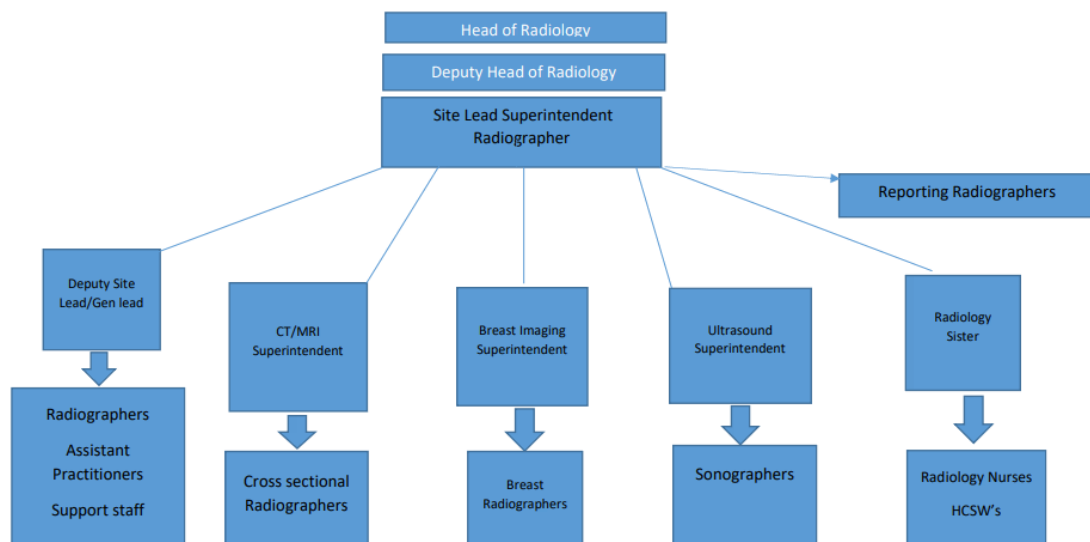 Head of Radiology
Deputy Head of Radiology
Site Lead Superintendent
Radiographer
Reporting Radiographers
Deputy Site
Lead/Gen lead
CT/MRI
Superintendent
Breast Imaging
Superintendent
Ultrasound
Superintendent
Radiology
Sister
Radiographers
Assistant
Practitioners
Support staff
Cross sectional
Radiographers
Breast
Radiographers
Sonographers
Radiology Nurses
HCSW's